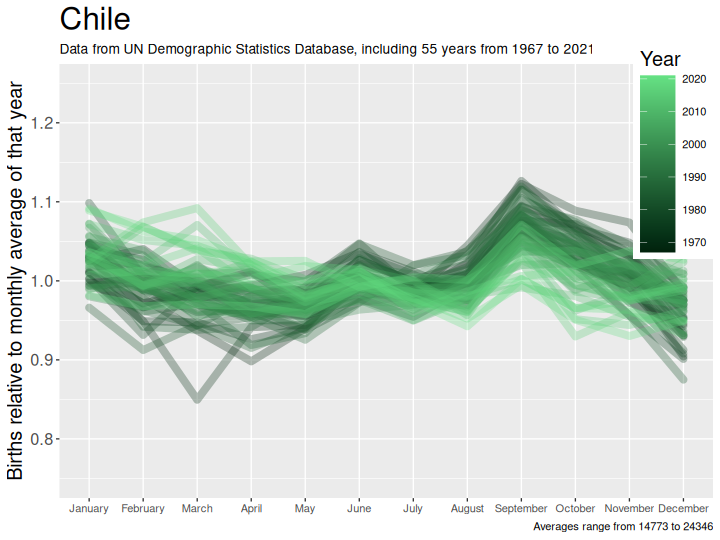 Chile
Data from UN Demographic Statistics Database, including 55 years from 1967 to 2021
Year
2020
2010
2000
1990
1980
1970
Births relative to monthly average of that year
1.2
1.1
1.0
0.9
0.8
January February March April May June July August September October November December
Averages range from 14773 to 24346